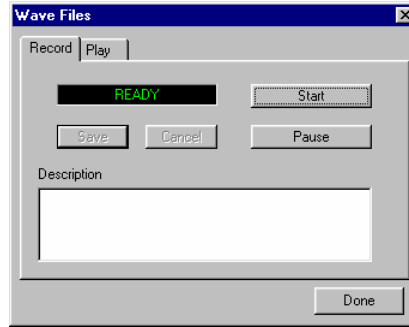 Wave Files
Record Play
READY Start
Save Cancel Pause
Description
Done